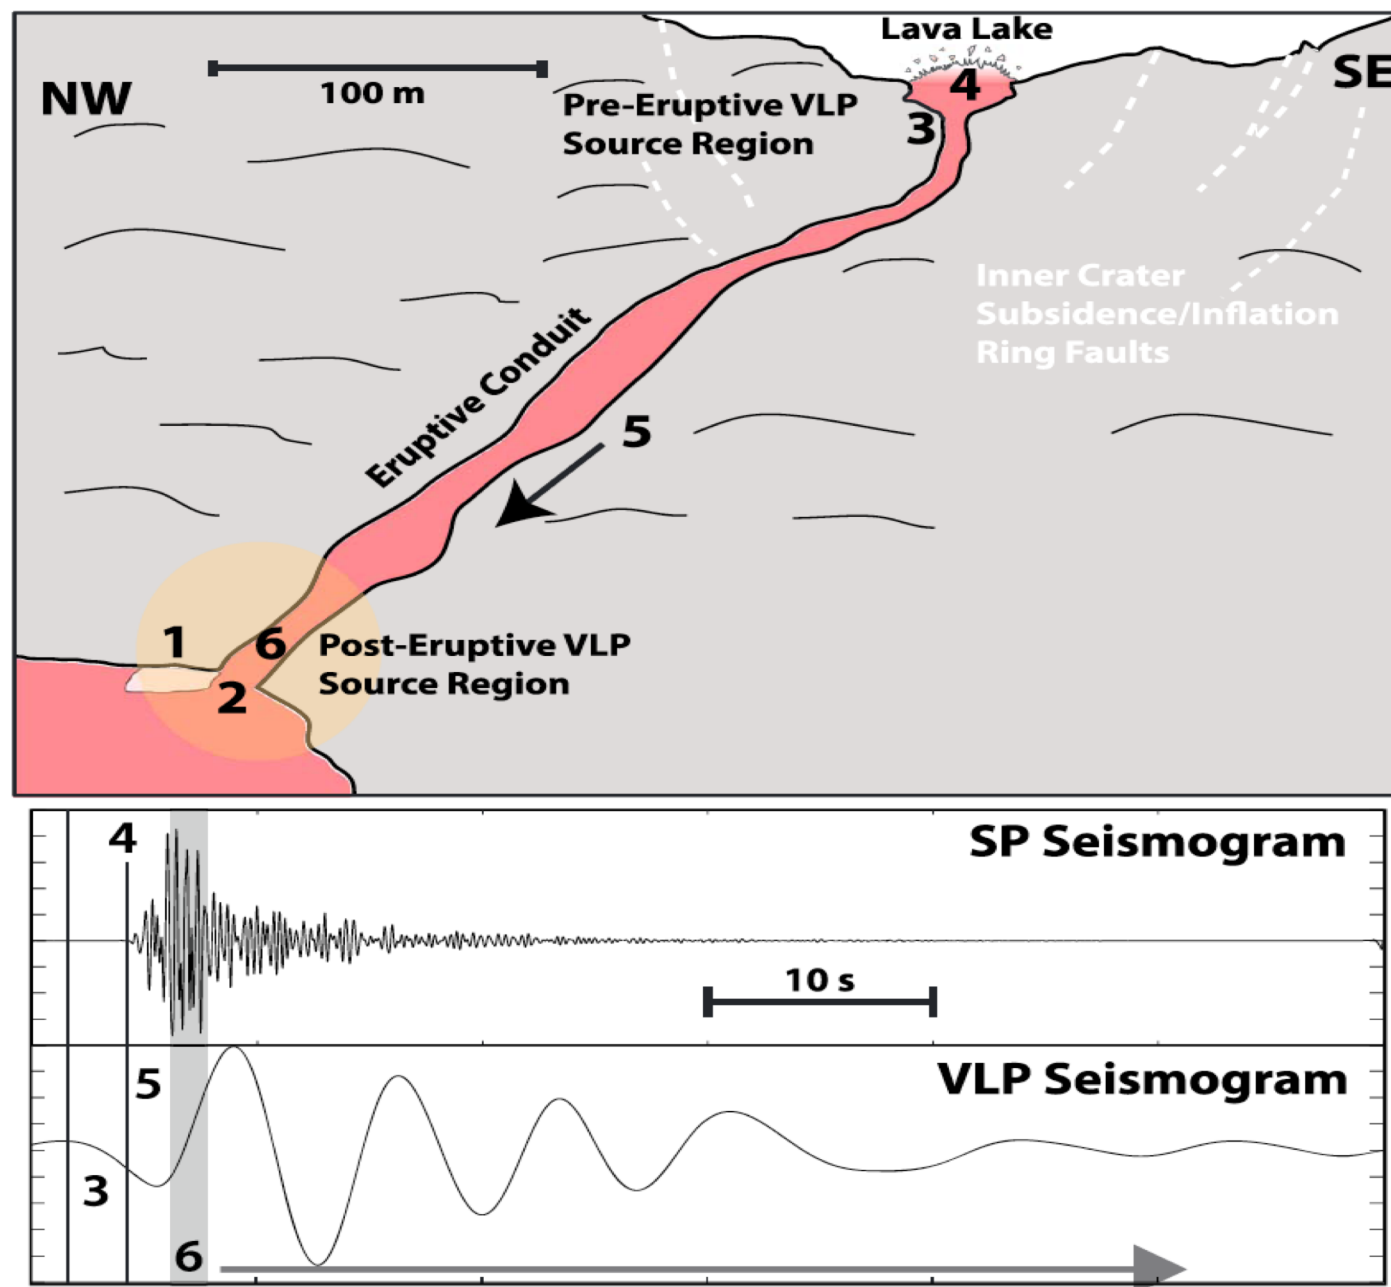 Lava Lake
NW
100 m
SE
Pre-Eruptive VLP
Source Region
4
3
Inner Crater
Subsidence/Inflation
Ring Faults
Eruptive Conduit
5
1
6
2
Post-Eruptive VLP
Source Region
4
SP Seismogram
10 s
5
VLP Seismogram
3
6